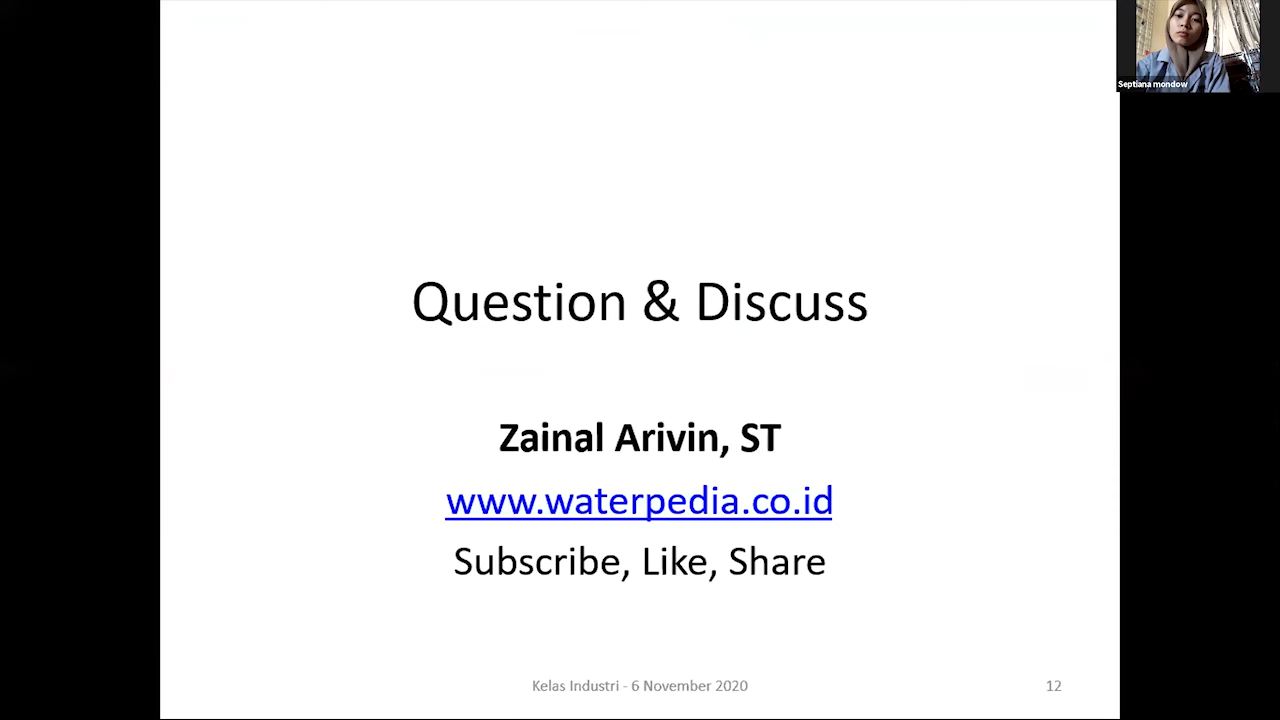 Septiana mondow
Question & Discuss
Zainal Arivin, ST
www.waterpedia.co.id
Subscribe, Like, Share
Kelas Industri - 6 November 2020
12